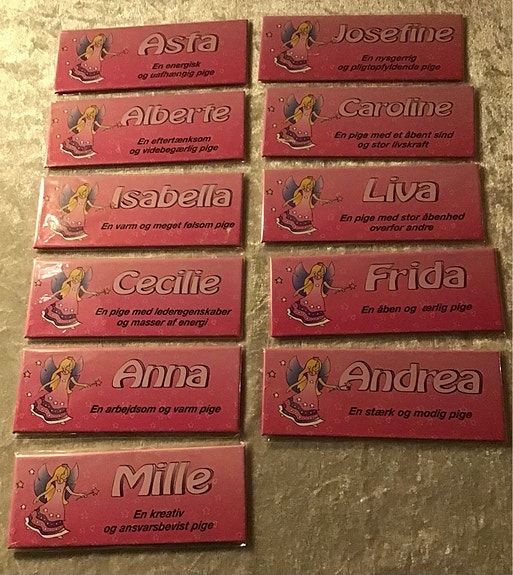 Asta
En energisk
og uafhængig pige
Josefine
En nysgerrig
og pligtopfyldende pige
Alberte
En eftertænksom
og videbegærlig pige
Caroline
En pige med et åbent sind
og stor livskraft
Isabella
En varm og meget følsom pige
Liva
En pige med stor åbenhed
overfor andre
Cecilie
En pige med lederegenskaber
og masser af energi
Frida
En åben og ærlig pige
Anna
En arbejdsom og varm pige
Andrea
En stærk og modig pige
Mille
En kreativ
og ansvarsbevist pige